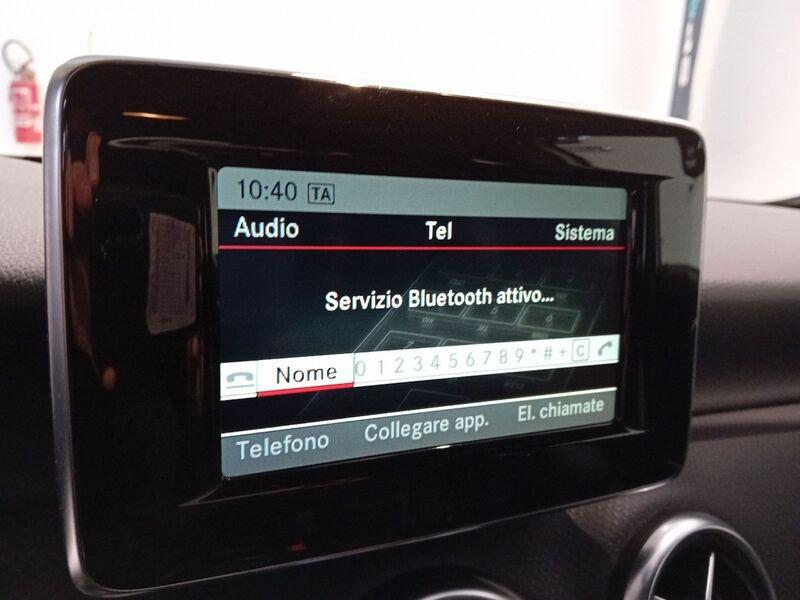 10:40 TA
Audio Tel Sistema
Servizio Bluetooth attivo...
Nome 0 1 2 3 4 5 6 7 8 9 * # + C
Telefono Collegare app. El. chiamate